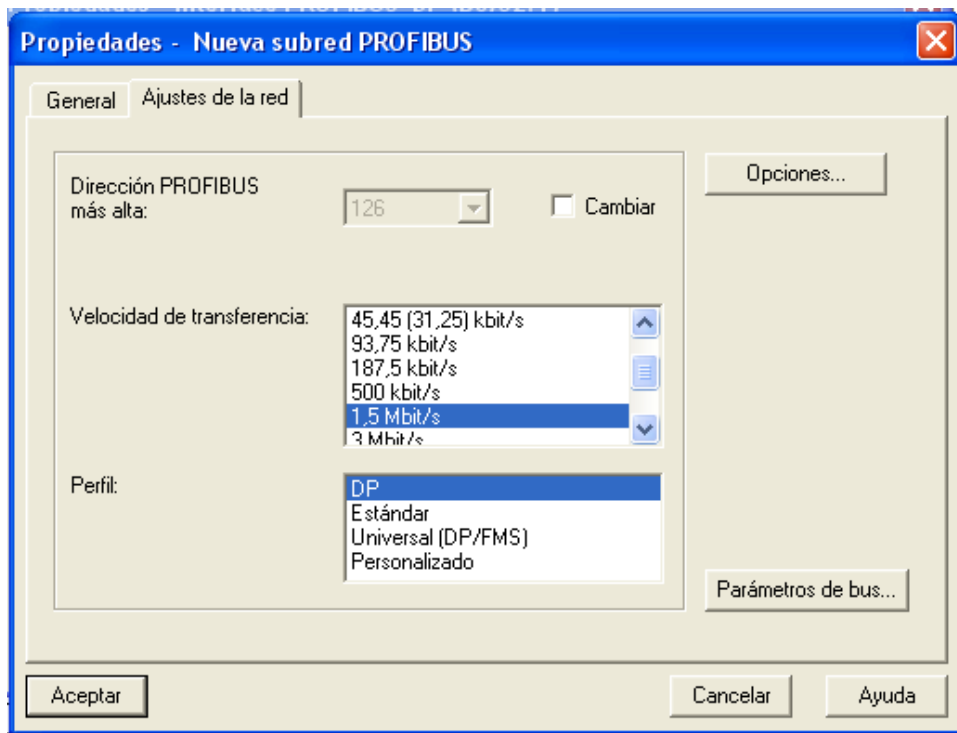 Propiedades - Nueva subred PROFIBUS
General
Ajustes de la red
Dirección PROFIBUS
más alta:
126
Cambiar
Opciones...
Velocidad de transferencia:
45,45 (31,25) kbit/s
93,75 kbit/s
187,5 kbit/s
500 kbit/s
1,5 Mbit/s
3 Mbit/s
Perfil:
DP
Estándar
Universal (DP/FMS)
Personalizado
Parámetros de bus...
Aceptar
Cancelar
Ayuda